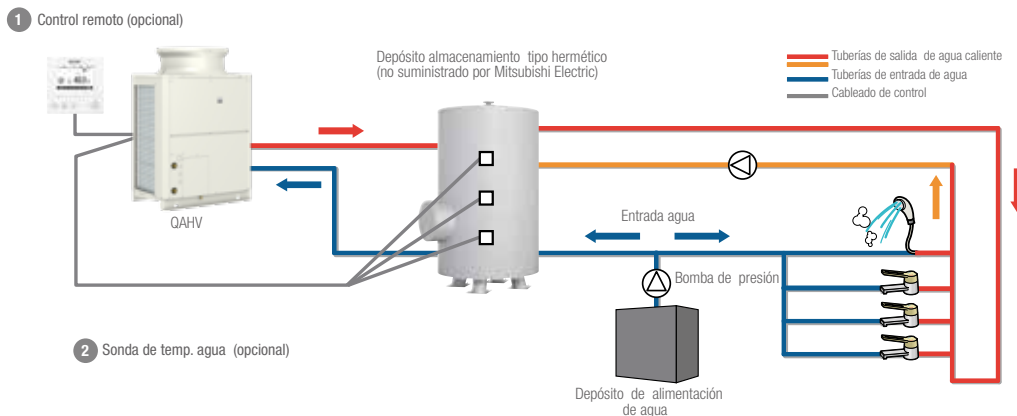 1 Control remoto (opcional)
Depósito almacenamiento tipo hermético
(no suministrado por Mitsubishi Electric)
Tuberías de salida de agua caliente
Tuberías de entrada de agua
Cableado de control
QAHV
Entrada agua
Bomba de presión
2 Sonda de temp. agua (opcional)
Depósito de alimentación
de agua